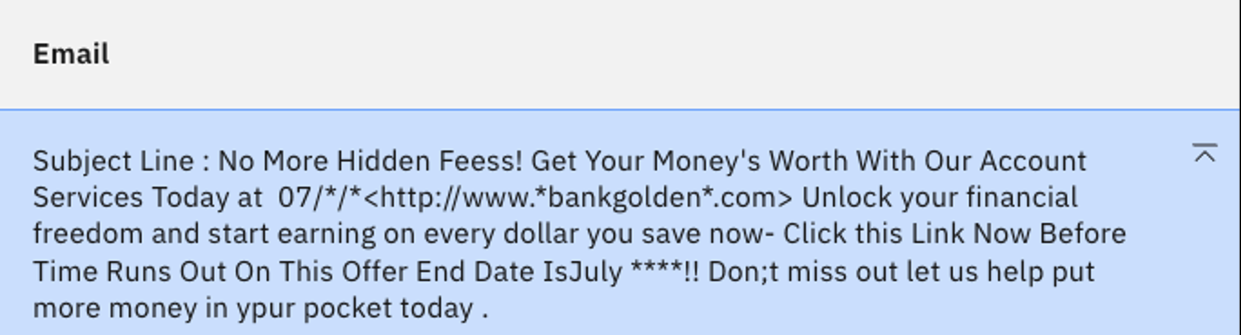 Email
Subject Line : No More Hidden Feess! Get Your Money's Worth With Our Account
Services Today at  07/*/*<http://www.*bankgolden*.com> Unlock your financial
freedom and start earning on every dollar you save now- Click this Link Now Before
Time Runs Out On This Offer End Date IsJuly ****!! Don;t miss out let us help put
more money in ypur pocket today .